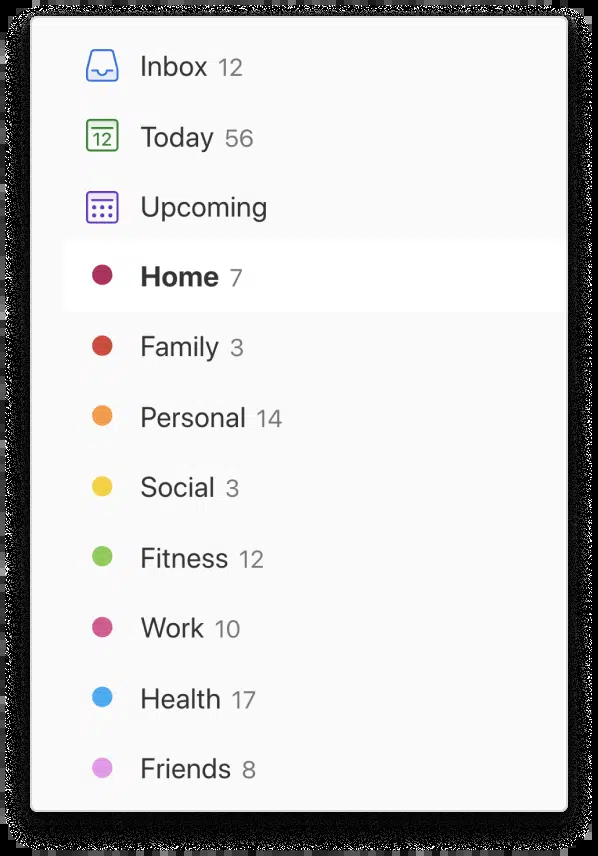 Inbox 12
12 Today 56
Upcoming
Home 7
Family 3
Personal 14
Social 3
Fitness 12
Work 10
Health 17
Friends 8